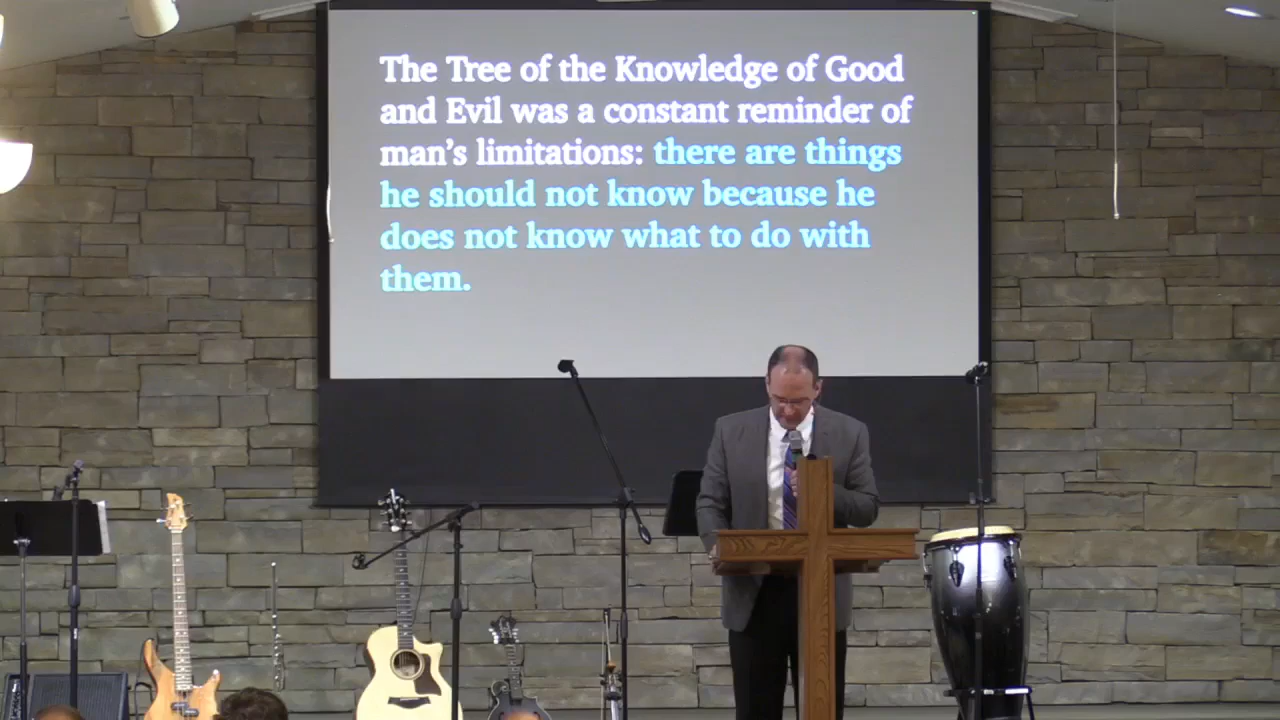 The Tree of the Knowledge of Good
and Evil was a constant reminder of
man’s limitations: there are things
he should not know because he
does not know what to do with
them.